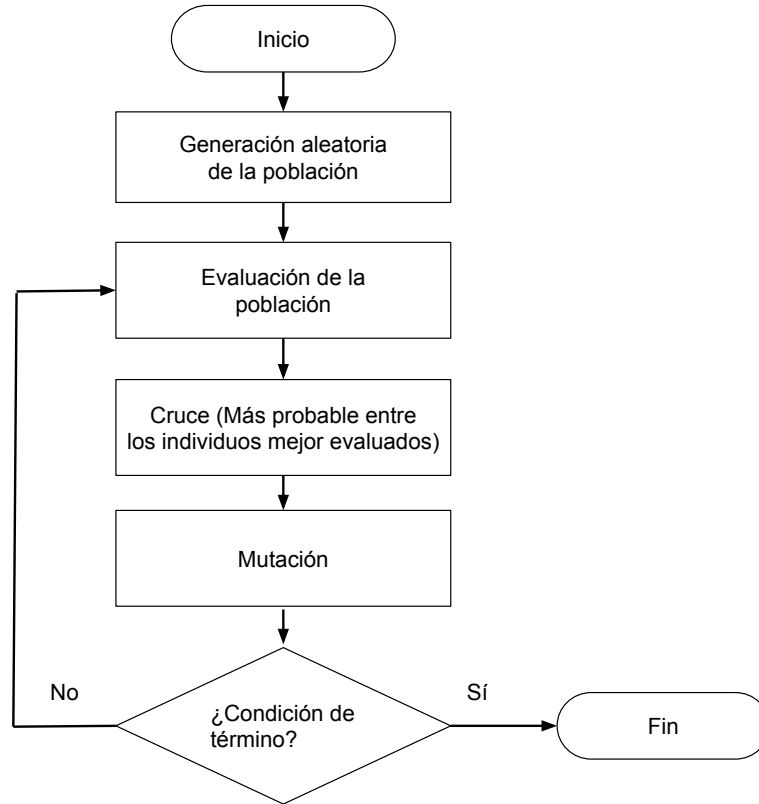 Inicio
Generación aleatoria
de la población
Evaluación de la
población
Cruce (Más probable entre
los individuos mejor evaluados)
Mutación
No
Sí
¿Condición de
término?
Fin